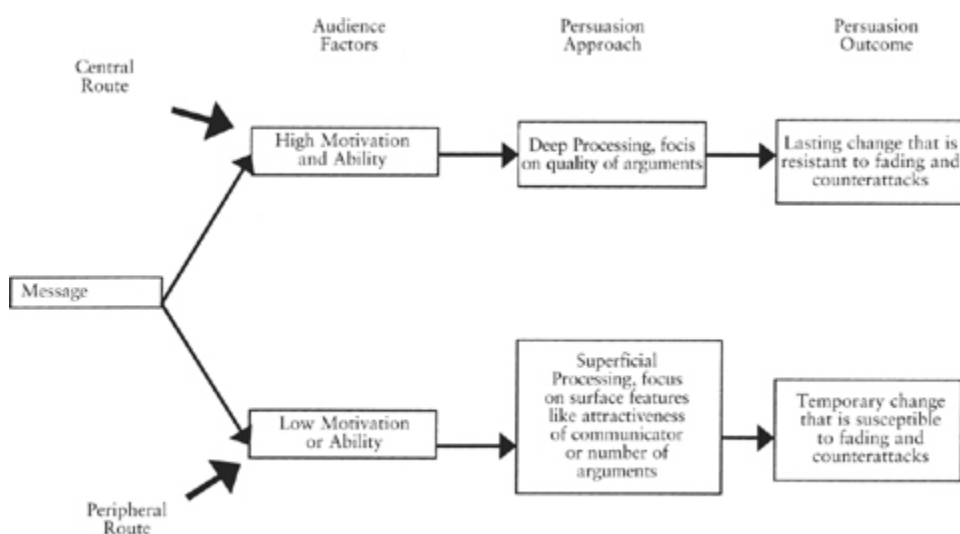 Audience
Factors
Persuasion
Approach
Persuasion
Outcome
Central
Route
High Motivation
and Ability
Deep Processing, focis
on quality of arguments
Lasting change that is
resistant to fading and
counterattacks
Message
Low Motivation
or Ability
Superficial
Processing, focus
on surface features
like attractiveness
of communicator
or number of
arguments
Temporary change
that is susceptible
to fading and
counterattacks
Peripheral
Route